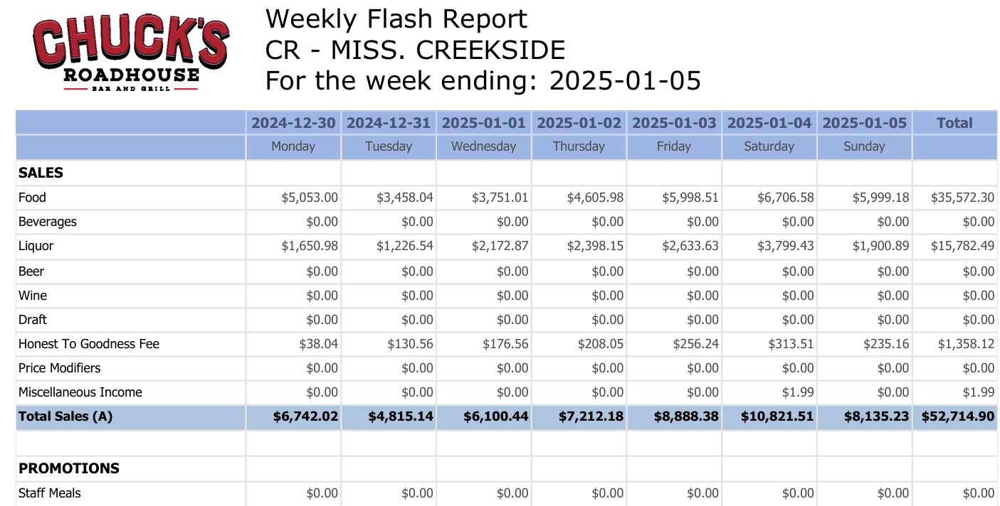 CHUCK'S
ROADHOUSE
BAR AND GRILL
Weekly Flash Report
CR - MISS. CREEKSIDE
For the week ending: 2025-01-05
2024-12-30 2024-12-31 2025-01-01 2025-01-02 2025-01-03 2025-01-04 2025-01-05 Total
Monday Tuesday Wednesday Thursday Friday Saturday Sunday
SALES
Food $5,053.00 $3,458.04 $3,751.01 $4,605.98 $5,998.51 $6,706.58 $5,999.18 $35,572.30
Beverages $0.00 $0.00 $0.00 $0.00 $0.00 $0.00 $0.00 $0.00
Liquor $1,650.98 $1,226.54 $2,172.87 $2,398.15 $2,633.63 $3,799.43 $1,900.89 $15,782.49
Beer $0.00 $0.00 $0.00 $0.00 $0.00 $0.00 $0.00 $0.00
Wine $0.00 $0.00 $0.00 $0.00 $0.00 $0.00 $0.00 $0.00
Draft $0.00 $0.00 $0.00 $0.00 $0.00 $0.00 $0.00 $0.00
Honest To Goodness Fee $38.04 $130.56 $176.56 $208.05 $256.24 $313.51 $235.16 $1,358.12
Price Modifiers $0.00 $0.00 $0.00 $0.00 $0.00 $0.00 $0.00 $0.00
Miscellaneous Income $0.00 $0.00 $0.00 $0.00 $0.00 $1.99 $0.00 $1.99
Total Sales (A) $6,742.02 $4,815.14 $6,100.44 $7,212.18 $8,888.38 $10,821.51 $8,135.23 $52,714.90
PROMOTIONS
Staff Meals $0.00 $0.00 $0.00 $0.00 $0.00 $0.00 $0.00 $0.00